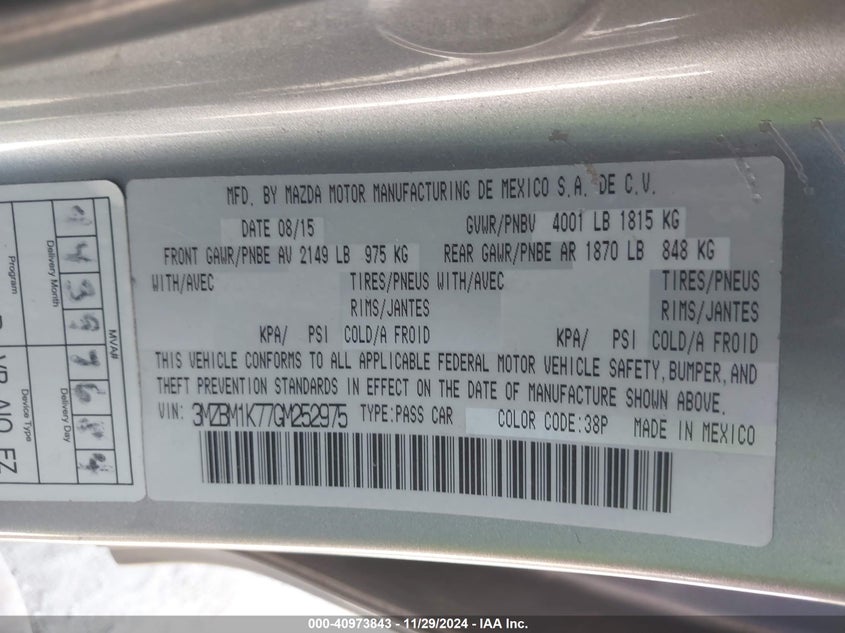 MFD. BY MAZDA MOTOR MANUFACTURING DE MEXICO S.A. DE C.V.
DATE 08/15 GVWR/PNBV 4001 LB 1815 KG
FRONT GAWR/PNBE AV 2149 LB 975 KG REAR GAWR/PNBE AR 1870 LB 848 KG
WITH/AVEC TIRES/PNEUS WITH/AVEC TIRES/PNEUS
RIMS/JANTES RIMS/JANTES
KPA/ PSI COLD/A FROID KPA/ PSI COLD/A FROID
THIS VEHICLE CONFORMS TO ALL APPLICABLE FEDERAL MOTOR VEHICLE SAFETY, BUMPER, AND
THEFT PREVENTION STANDARDS IN EFFECT ON THE DATE OF MANUFACTURE SHOWN ABOVE.
VIN: 3MZBM1K77GM252975 TYPE:PASS CAR COLOR CODE:38P MADE IN MEXICO
MVA#
Delivery Month
Delivery Day
Program
Device Type
000-40973843 - 11/29/2024 - IAA Inc.